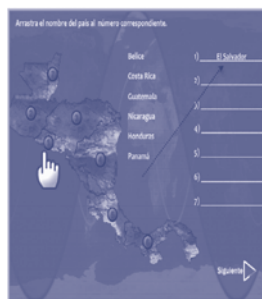 Arrastra el nombre del país al número correspondiente.
Belice
Costa Rica
Guatemala
Nicaragua
Honduras
Panamá
1) El Salvador
2)
3)
4)
5)
6)
7)
Siguiente